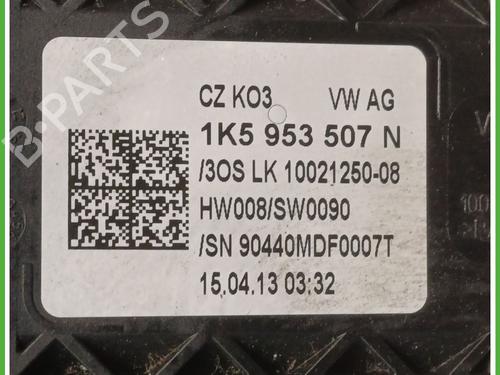 CZ KO3 VW AG
1K5 953 507 N
/3OS LK 10021250-08
HW008/SW0090
/SN 90440MDF0007T
15.04.13 03:32
B-PARTS